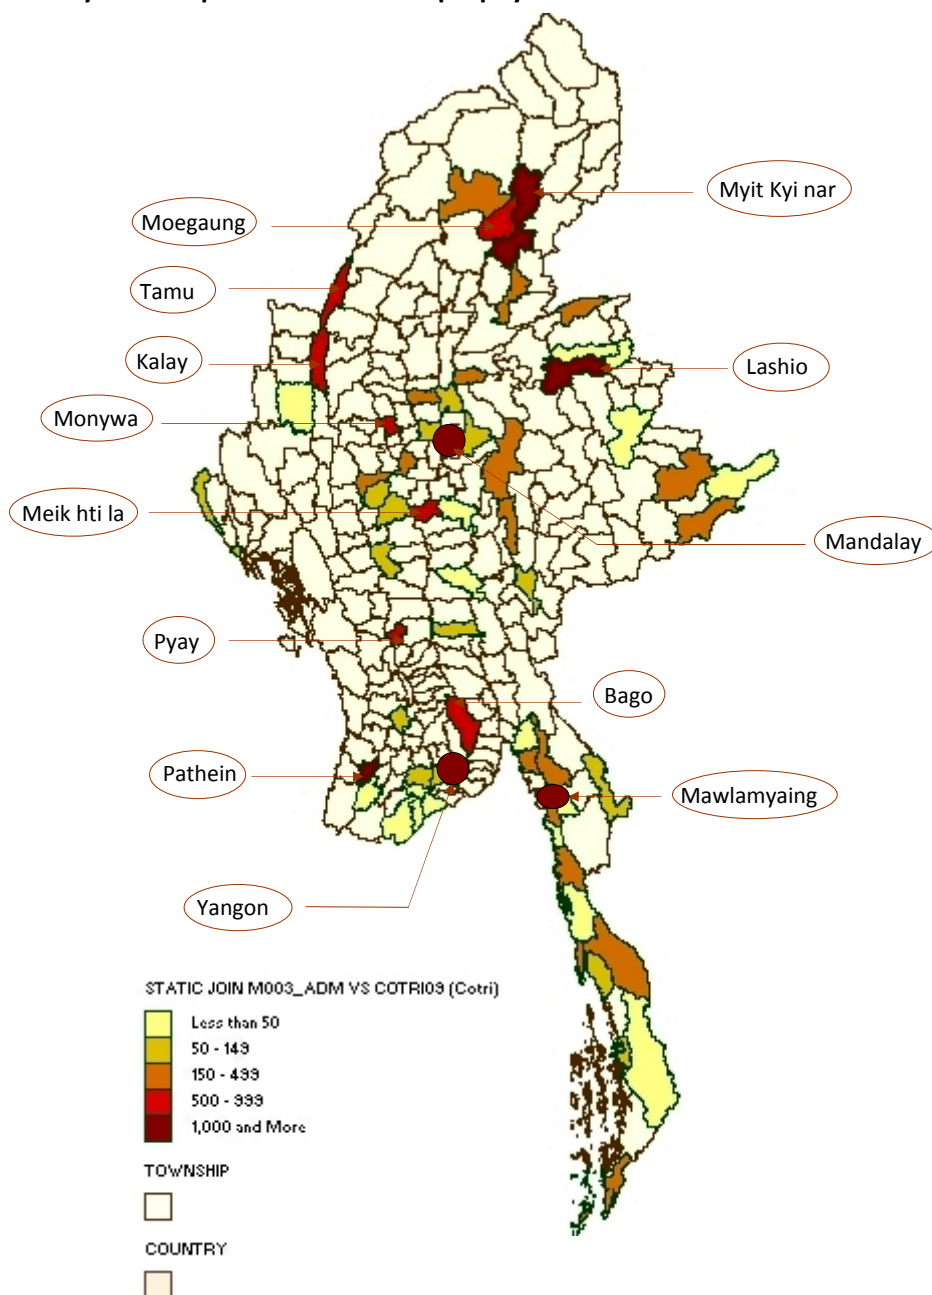 Myit Kyi nar
Moegaung
Tamu
Kalay
Lashio
Monywa
Meik hti la
Mandalay
Pyay
Bago
Pathein
Mawlamyaing
Yangon
STATIC JOIN M003_ADM VS COTRI09 (Cotri)
Less than 50
50 - 149
150 - 499
500 - 999
1,000 and More
TOWNSHIP
COUNTRY